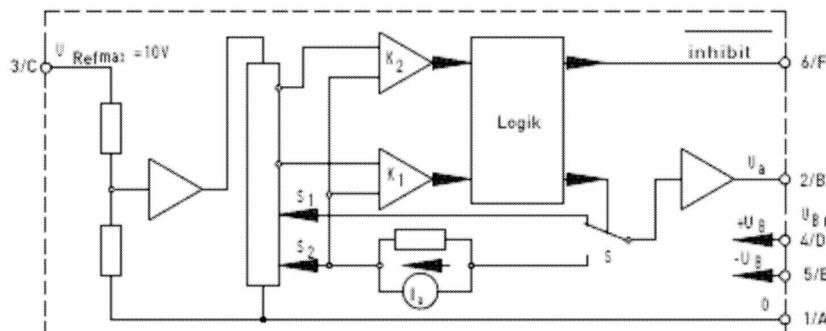 U Refmax =10V
3/C
K2
Logik
inhibit
6/F
K1
Ua
2/B
S1
+UB
UB
4/D
S2
S
-UB
5/E
Ia
0
1/A